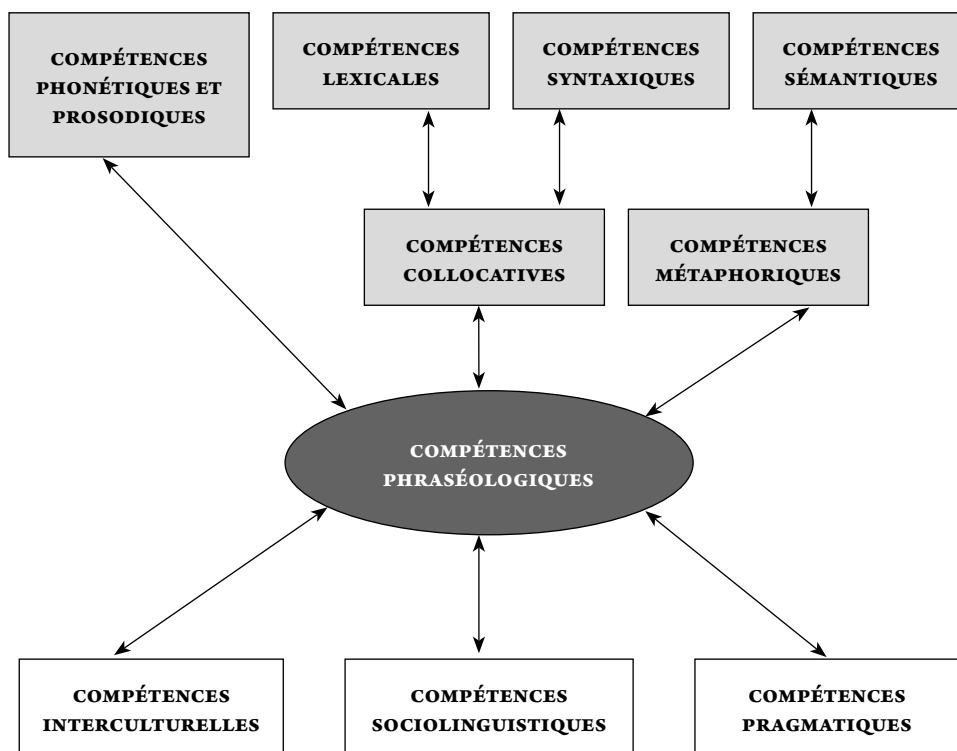 COMPÉTENCES
PHONÉTIQUES ET
PROSODIQUES
COMPÉTENCES
LEXICALES
COMPÉTENCES
SYNTAXIQUES
COMPÉTENCES
SÉMANTIQUES
COMPÉTENCES
COLLOCATIVES
COMPÉTENCES
MÉTAPHORIQUES
COMPÉTENCES
PHRASÉOLOGIQUES
COMPÉTENCES
INTERCULTURELLES
COMPÉTENCES
SOCIOLINGUISTIQUES
COMPÉTENCES
PRAGMATIQUES